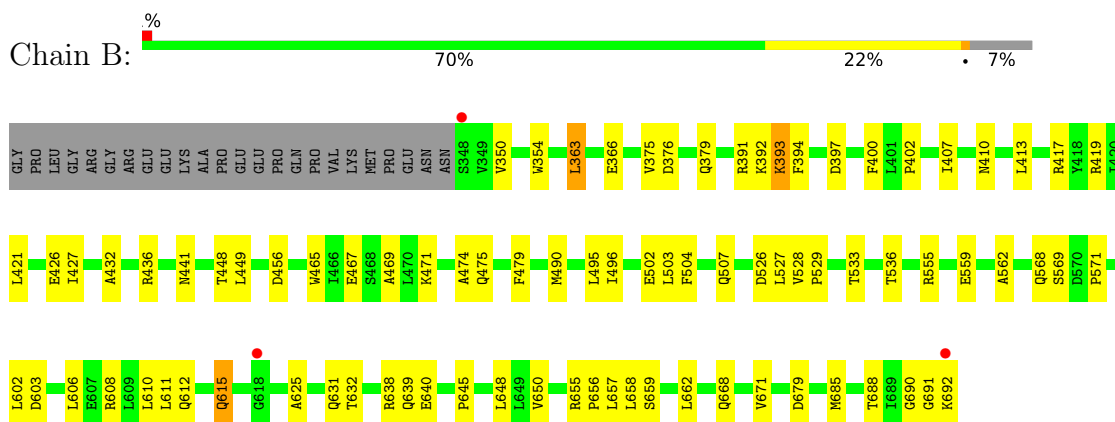 .%
Chain B:
70% 22% • 7%
GLY PRO LEU GLY ARG GLY ARG GLU GLU LYS ALA PRO GLU GLU PRO GLN PRO VAL LYS MET PRO GLU ASN ASN S348 V349 V350 W354 L363 E366 V375 D376 Q379 R391 K392 K393 F394 D397 F400 L401 P402 I407 N410 L413 R417 Y418 R419 I420
L421 E426 I427 A432 R436 N441 T448 L449 D456 W465 I466 E467 S468 A469 L470 K471 A474 Q475 F479 M490 L495 I496 E502 L503 F504 Q507 D526 L527 V528 P529 T533 T536 R555 E559 A562 Q568 S569 D570 P571
L602 D603 L606 E607 R608 L609 L610 L611 Q612 Q615 G618 A625 Q631 T632 R638 Q639 E640 P645 L648 L649 V650 R655 P656 L657 L658 S659 L662 Q668 V671 D679 M685 T688 I689 G690 G691 K692